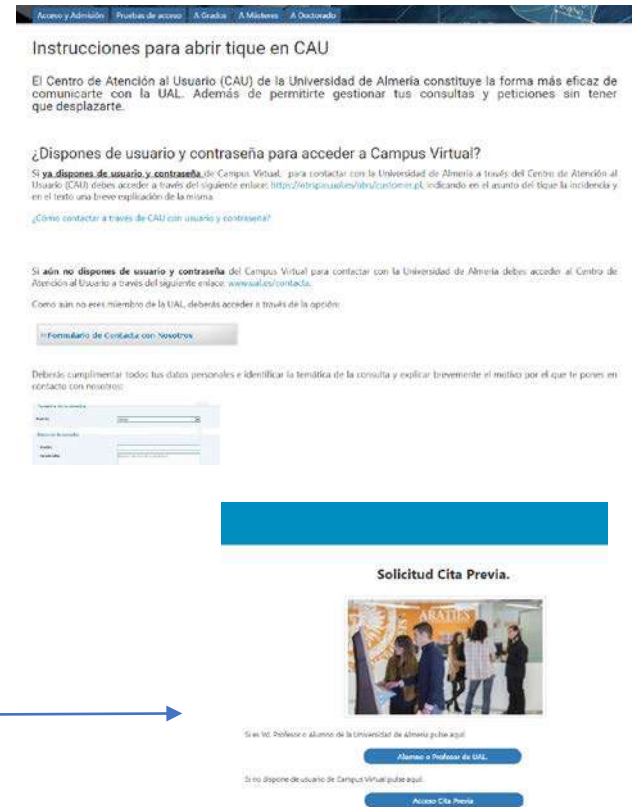 Acceso y Admisión Pruebas de acceso A Grados A Másteres A Doctorado
Instrucciones para abrir tique en CAU
El Centro de Atención al Usuario (CAU) de la Universidad de Almería constituye la forma más eficaz de
comunicarte con la UAL. Además de permitirte gestionar tus consultas y peticiones sin tener
que desplazarte.
¿Dispones de usuario y contraseña para acceder a Campus Virtual?
Si ya dispones de usuario y contraseña de Campus Virtual, para contactar con la Universidad de Almería a través del Centro de Atención al
Usuario (CAU) debes acceder a través del siguiente enlace: indicando en el asunto del tique la incidencia y
en el texto una breve explicación de la misma.
¿Cómo contactar a través de CAU con usuario y contraseña?
Si aún no dispones de usuario y contraseña del Campus Virtual para contactar con la Universidad de Almería debes acceder al Centro de
Atención al Usuario a través del siguiente enlace: www.ual.es/contacta.
Como aún no eres miembro de la UAL, deberás acceder a través de la opción:
Formulario de Contacta con Nosotros
Deberás cumplimentar todos tus datos personales e identificar la temática de la consulta y explicar brevemente el motivo por el que te pones en
contacto con nosotros:
Solicitud Cita Previa.
ARATIES
Si es Vd. Profesor o alumno de la Universidad de Almería pulse aquí.
Alumno o Profesor de UAL.
Si no dispone de usuario de Campus Virtual pulse aquí.
Acceso Cita Previa